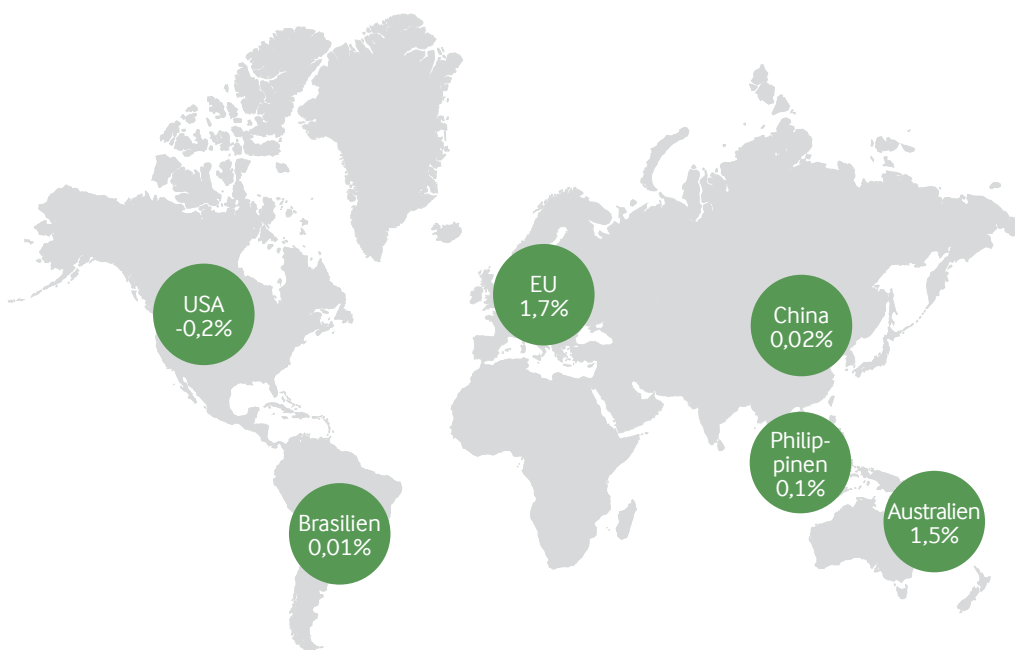 USA
-0,2%
EU
1,7%
China
0,02%
Philip-
pinen
0,1%
Brasilien
0,01%
Australien
1,5%